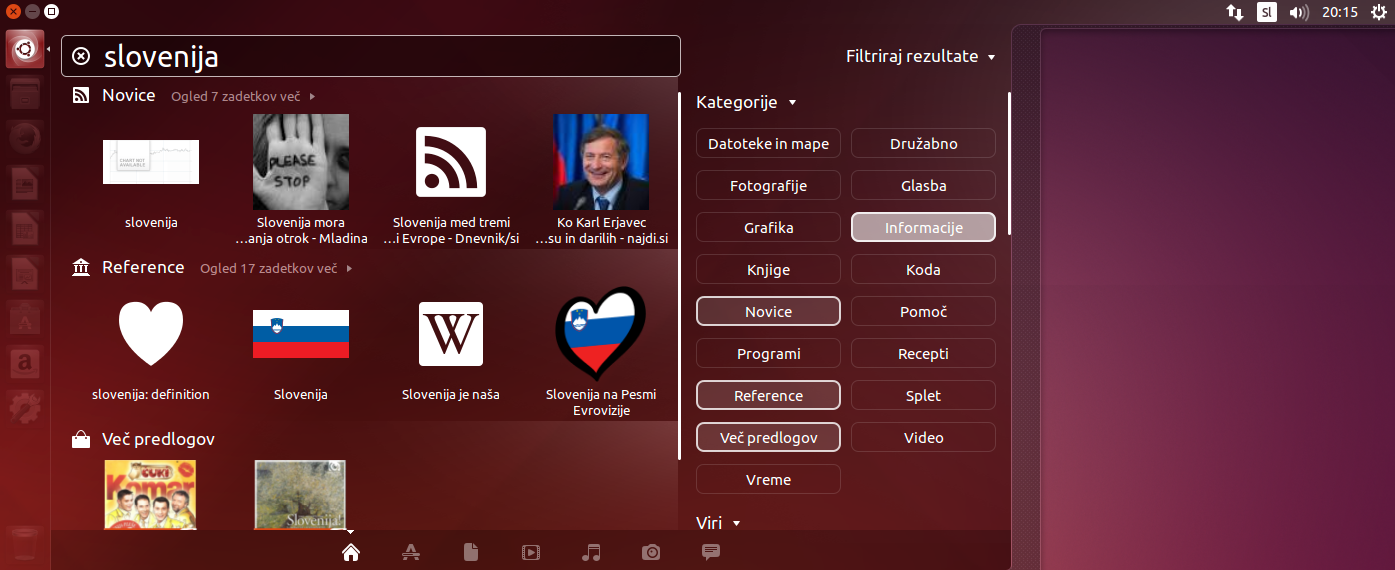 Sl
20:15
slovenija
Filtriraj rezultate
Novice Ogled 7 zadetkov več
CHART NOT
AVAILABLE
PLEASE
STOP
slovenija
Slovenija mora
…anja otrok - Mladina
Slovenija med tremi
…i Evrope - Dnevnik/si
Ko Karl Erjavec
…su in darilih - najdi.si
Reference Ogled 17 zadetkov več
W
slovenija: definition
Slovenija
Slovenija je naša
Slovenija na Pesmi
Evrovizije
Več predlogov
ČUKI
Komar
Slovenija!
Kategorije
Datoteke in mape
Družabno
Fotografije
Glasba
Grafika
Informacije
Knjige
Koda
Novice
Pomoč
Programi
Recepti
Reference
Splet
Več predlogov
Video
Vreme
Viri